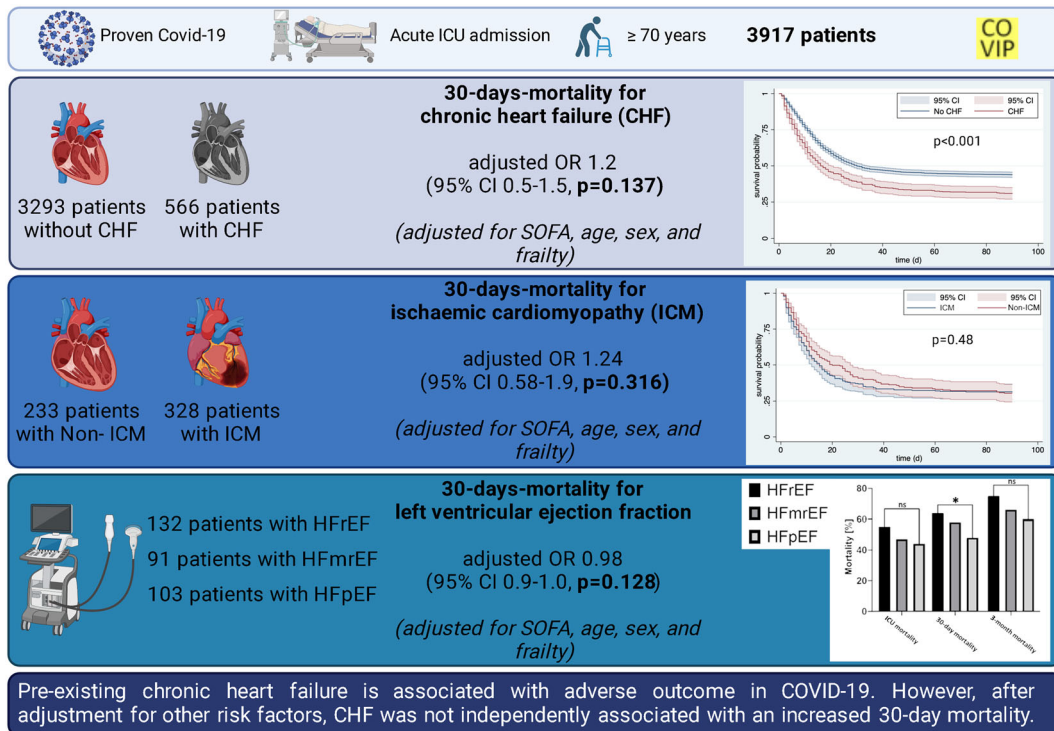 Proven Covid-19
Acute ICU admission
≥ 70 years
3917 patients
CO
VIP
3293 patients
without CHF
566 patients
with CHF
30-days-mortality for
chronic heart failure (CHF)
adjusted OR 1.2
(95% CI 0.5-1.5, p=0.137)
(adjusted for SOFA, age, sex, and
frailty)
95% CI
95% CI
No CHF
CHF
p<0.001
survival probability
1
.75
.5
.25
0
0
20
40
60
80
100
time (d)
233 patients
with Non- ICM
328 patients
with ICM
30-days-mortality for
ischaemic cardiomyopathy (ICM)
adjusted OR 1.24
(95% CI 0.58-1.9, p=0.316)
(adjusted for SOFA, age, sex, and
frailty)
95% CI
95% CI
ICM
Non-ICM
p=0.48
survival probability
1
.75
.5
.25
0
0
20
40
60
80
100
time (d)
132 patients with HFrEF
91 patients with HFmrEF
103 patients with HFpEF
30-days-mortality for
left ventricular ejection fraction
adjusted OR 0.98
(95% CI 0.9-1.0, p=0.128)
(adjusted for SOFA, age, sex, and
frailty)
HFrEF
HFmrEF
HFpEF
Mortality [%]
80
60
40
20
0
ns
*
ns
ICU mortality
30-day mortality
3-month mortality
Pre-existing chronic heart failure is associated with adverse outcome in COVID-19. However, after
adjustment for other risk factors, CHF was not independently associated with an increased 30-day mortality.